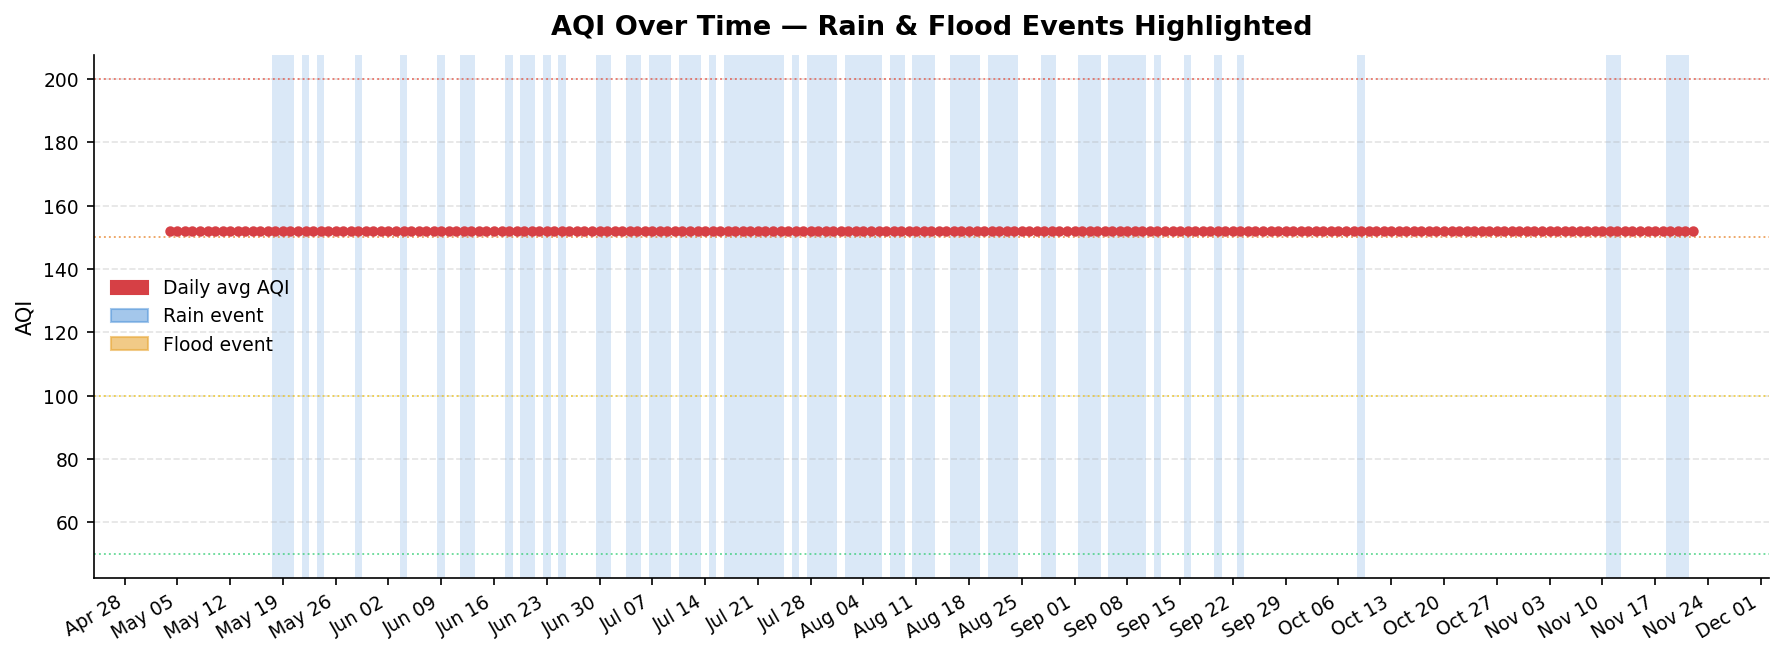 AQI Over Time — Rain & Flood Events Highlighted
AQI
200
180
160
140
120
100
80
60
Daily avg AQI
Rain event
Flood event
Apr 28
May 05
May 12
May 19
May 26
Jun 02
Jun 09
Jun 16
Jun 23
Jun 30
Jul 07
Jul 14
Jul 21
Jul 28
Aug 04
Aug 11
Aug 18
Aug 25
Sep 01
Sep 08
Sep 15
Sep 22
Sep 29
Oct 06
Oct 13
Oct 20
Oct 27
Nov 03
Nov 10
Nov 17
Nov 24
Dec 01